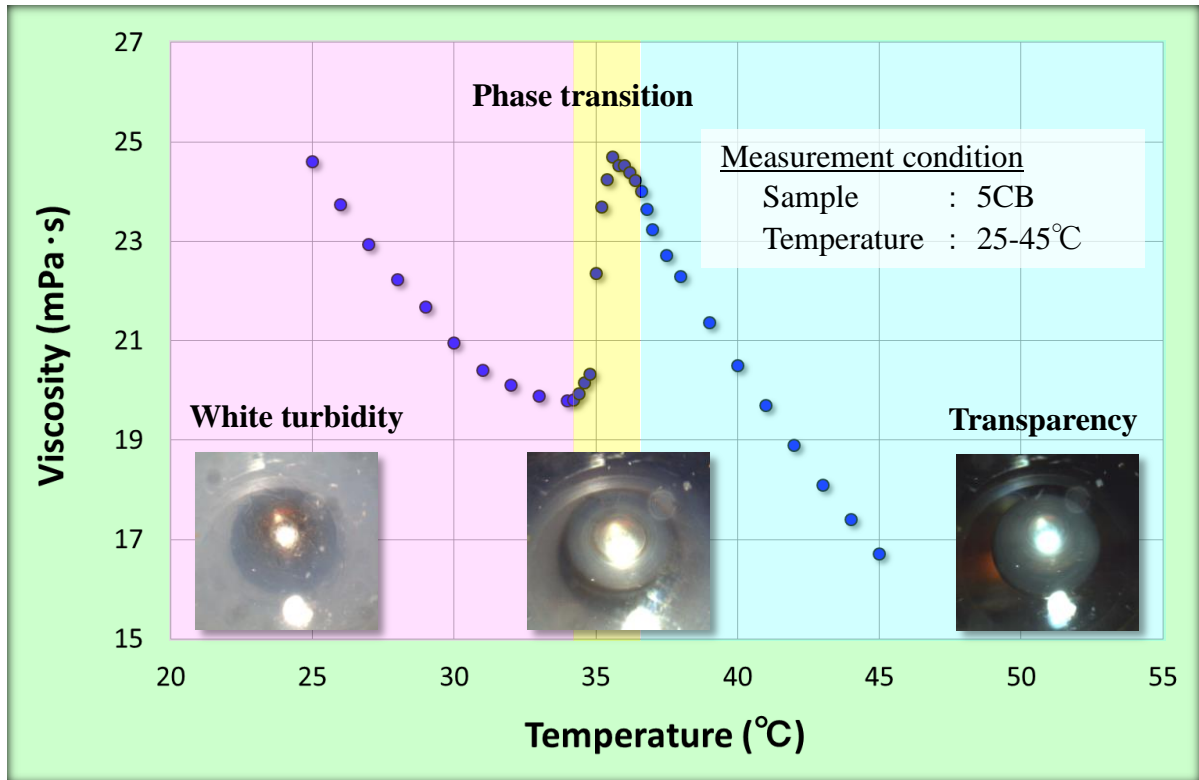 27
25
23
21
19
17
15
Viscosity (mPa·s)
Phase transition
Measurement condition
Sample : 5CB
Temperature : 25-45℃
White turbidity
Transparency
20 25 30 35 40 45 50 55
Temperature (℃)